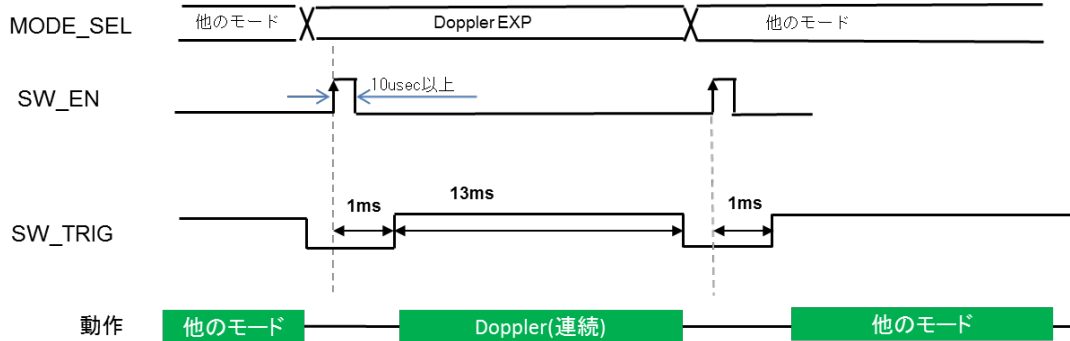 MODE_SEL 他のモード Doppler EXP 他のモード
SW_EN 10usec以上
1ms 13ms 1ms
SW_TRIG
動作 他のモード Doppler(連続) 他のモード